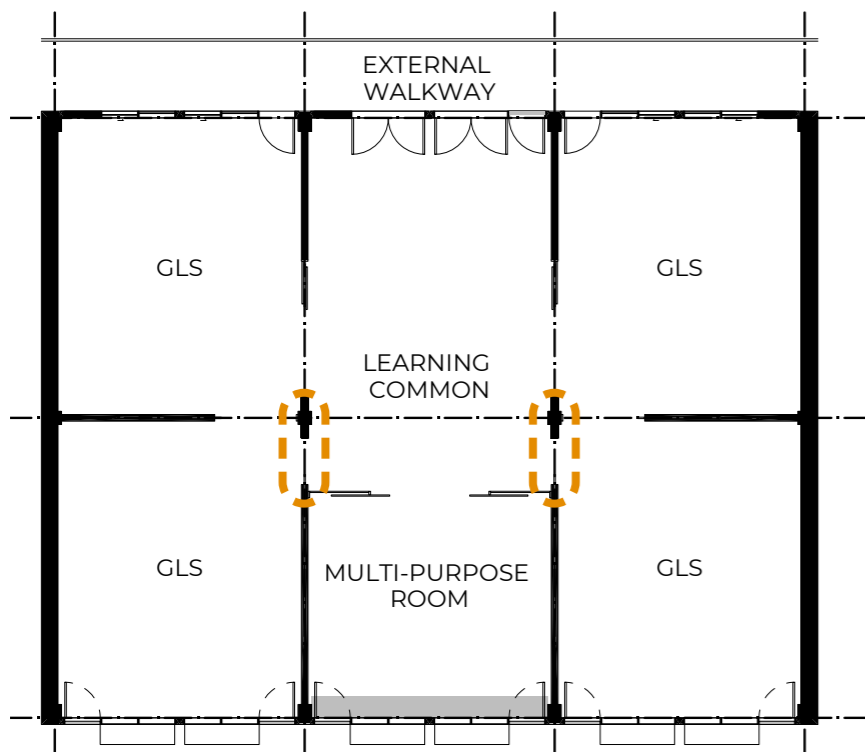 EXTERNAL
WALKWAY
GLS
GLS
LEARNING
COMMON
GLS
MULTI-PURPOSE
ROOM
GLS